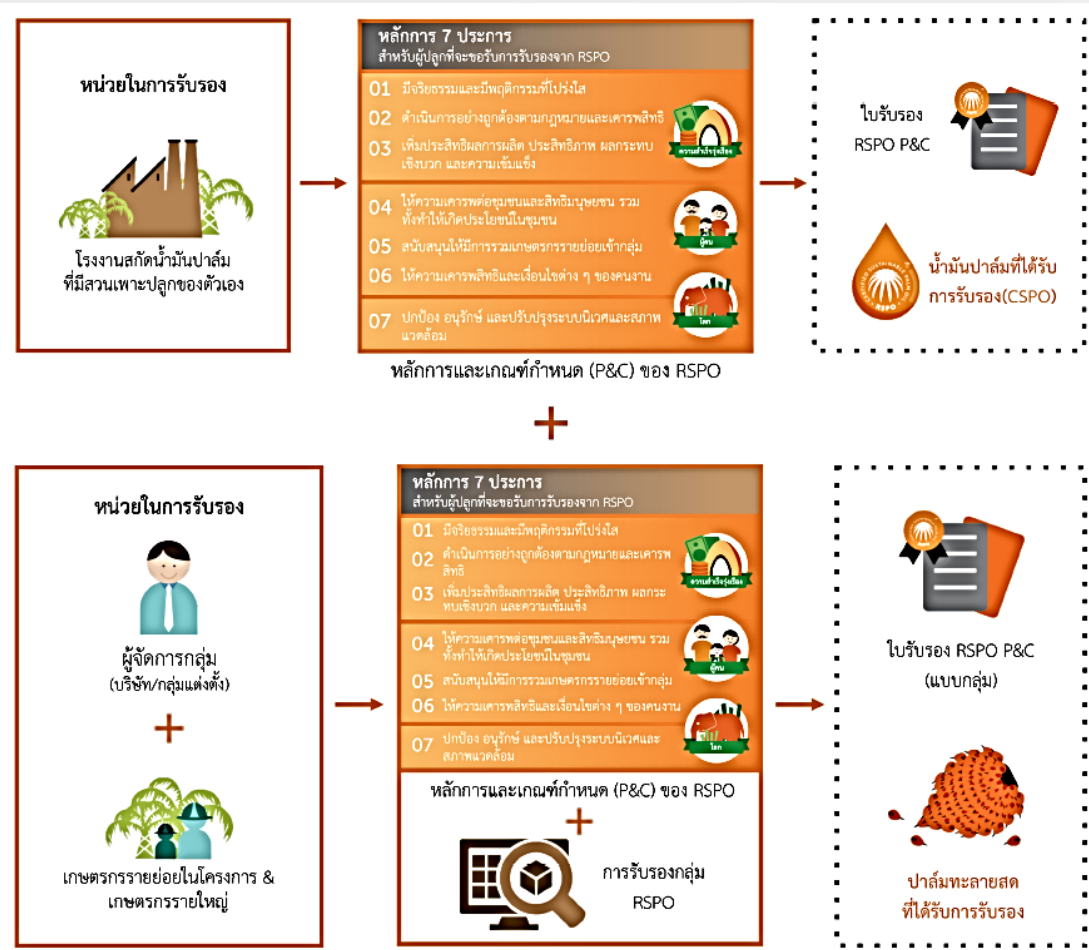 หน่วยในการรับรอง
โรงงานสกัดน้ำมันปาล์ม
ที่มีสวนเพาะปลูกของตัวเอง
หลักการ 7 ประการ
สำหรับผู้ปลูกที่จะขอรับการรับรองจาก RSPO
01 มีจริยธรรมและมีพฤติกรรมที่โปร่งใส
02 ดำเนินการอย่างถูกต้องตามกฎหมายและเคารพสิทธิ
03 เพิ่มประสิทธิผลการผลิต ประสิทธิภาพ ผลกระทบ
เชิงบวก และความเข้มแข็ง
ความสำเร็จรุ่งเรือง
04 ให้ความเคารพต่อชุมชนและสิทธิมนุษยชน รวม
ทั้งทำให้เกิดประโยชน์ในชุมชน
05 สนับสนุนให้มีการรวมเกษตรกรรายย่อยเข้ากลุ่ม
06 ให้ความเคารพสิทธิและเงื่อนไขต่าง ๆ ของคนงาน
ผู้คน
07 ปกป้อง อนุรักษ์ และปรับปรุงระบบนิเวศและสภาพ
แวดล้อม
โลก
หลักการและเกณฑ์กำหนด (P&C) ของ RSPO
ใบรับรอง
RSPO P&C
น้ำมันปาล์มที่ได้รับ
การรับรอง(CSPO)
CERTIFIED SUSTAINABLE PALM OIL
RSPO
+
หน่วยในการรับรอง
ผู้จัดการกลุ่ม
(บริษัท/กลุ่มแต่งตั้ง)
+
เกษตรกรรายย่อยในโครงการ &
เกษตรกรรายใหญ่
หลักการ 7 ประการ
สำหรับผู้ปลูกที่จะขอรับการรับรองจาก RSPO
01 มีจริยธรรมและมีพฤติกรรมที่โปร่งใส
02 ดำเนินการอย่างถูกต้องตามกฎหมายและเคารพ
สิทธิ
03 เพิ่มประสิทธิผลการผลิต ประสิทธิภาพ ผลกระ
ทบเชิงบวก และความเข้มแข็ง
ความสำเร็จรุ่งเรือง
04 ให้ความเคารพต่อชุมชนและสิทธิมนุษยชน รวม
ทั้งทำให้เกิดประโยชน์ในชุมชน
05 สนับสนุนให้มีการรวมเกษตรกรรายย่อยเข้ากลุ่ม
06 ให้ความเคารพสิทธิและเงื่อนไขต่าง ๆ ของคนงาน
ผู้คน
07 ปกป้อง อนุรักษ์ และปรับปรุงระบบนิเวศและ
สภาพแวดล้อม
โลก
หลักการและเกณฑ์กำหนด (P&C) ของ RSPO
+
การรับรองกลุ่ม
RSPO
ใบรับรอง RSPO P&C
(แบบกลุ่ม)
ปาล์มทะลายสด
ที่ได้รับการรับรอง